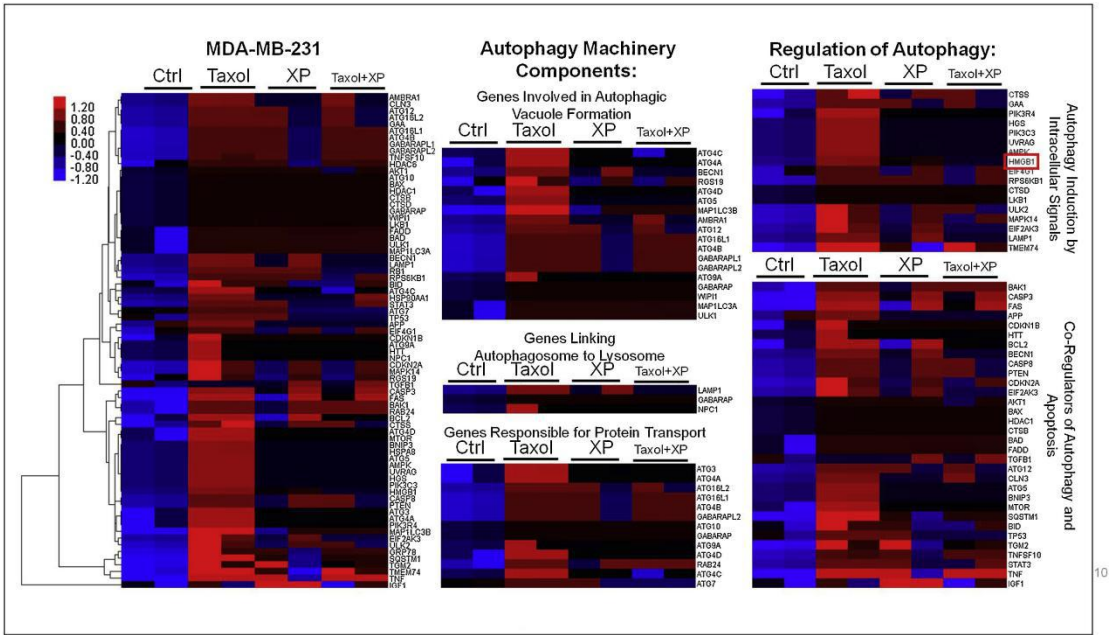 MDA-MB-231
Ctrl Taxol XP Taxol+XP
1.20
0.80
0.40
0.00
-0.40
-0.80
-1.20
AMBRA1
CLN3
ATG12
ATG16L2
GAA
ATG16L1
ATG4B
GABARAPL1
GABARAPL2
TNFSF10
HDAC6
AKT1
ATG10
BAX
HDAC1
CTSB
CTSD
GABARAP
WIPI1
LKB1
FADD
BAD
ULK1
MAP1LC3A
BECN1
LAMP1
RB1
RPS6KB1
BID
ATG4C
HSP90AA1
STAT3
ATG7
TP53
APP
EIF4G1
CDKN1B
ATG9A
HTT
NPC1
CDKN2A
MAPK14
RGS19
TGFB1
CASP3
FAS
BAK1
RAB24
BCL2
CTSS
ATG4D
MTOR
BNIP3
HSPA8
ATG5
AMPK
UVRAG
HGS
PIK3C3
HMGB1
CASP8
PTEN
ATG3
ATG4A
PIK3R4
MAP1LC3B
EIF2AK3
ULK2
GRP78
SQSTM1
TGM2
TMEM74
TNF
IGF1
Autophagy Machinery
Components:
Genes Involved in Autophagic
Vacuole Formation
Ctrl Taxol XP Taxol+XP
ATG4C
ATG4A
BECN1
RGS19
ATG4D
ATG5
MAP1LC3B
AMBRA1
ATG12
ATG16L1
ATG4B
GABARAPL1
GABARAPL2
ATG9A
GABARAP
WIPI1
MAP1LC3A
ULK1
Genes Linking
Autophagosome to Lysosome
Ctrl Taxol XP Taxol+XP
LAMP1
GABARAP
NPC1
Genes Responsible for Protein Transport
Ctrl Taxol XP Taxol+XP
ATG3
ATG4A
ATG16L2
ATG16L1
ATG4B
GABARAPL2
ATG10
GABARAP
ATG9A
ATG4D
RAB24
ATG4C
ATG7
Regulation of Autophagy:
Ctrl Taxol XP Taxol+XP
CTSS
GAA
PIK3R4
HGS
PIK3C3
UVRAG
AMPK
HMGB1
EIF4G1
RPS6KB1
CTSD
LKB1
ULK2
MAPK14
EIF2AK3
LAMP1
TMEM74
Autophagy Induction by
Intracellular Signals
Ctrl Taxol XP Taxol+XP
BAK1
CASP3
FAS
APP
CDKN1B
HTT
BCL2
BECN1
CASP8
PTEN
CDKN2A
EIF2AK3
AKT1
BAX
HDAC1
CTSB
BAD
FADD
TGFB1
ATG12
CLN3
ATG5
BNIP3
MTOR
SQSTM1
BID
TP53
TGM2
TNFSF10
STAT3
TNF
IGF1
Co-Regulators of Autophagy and
Apoptosis
10